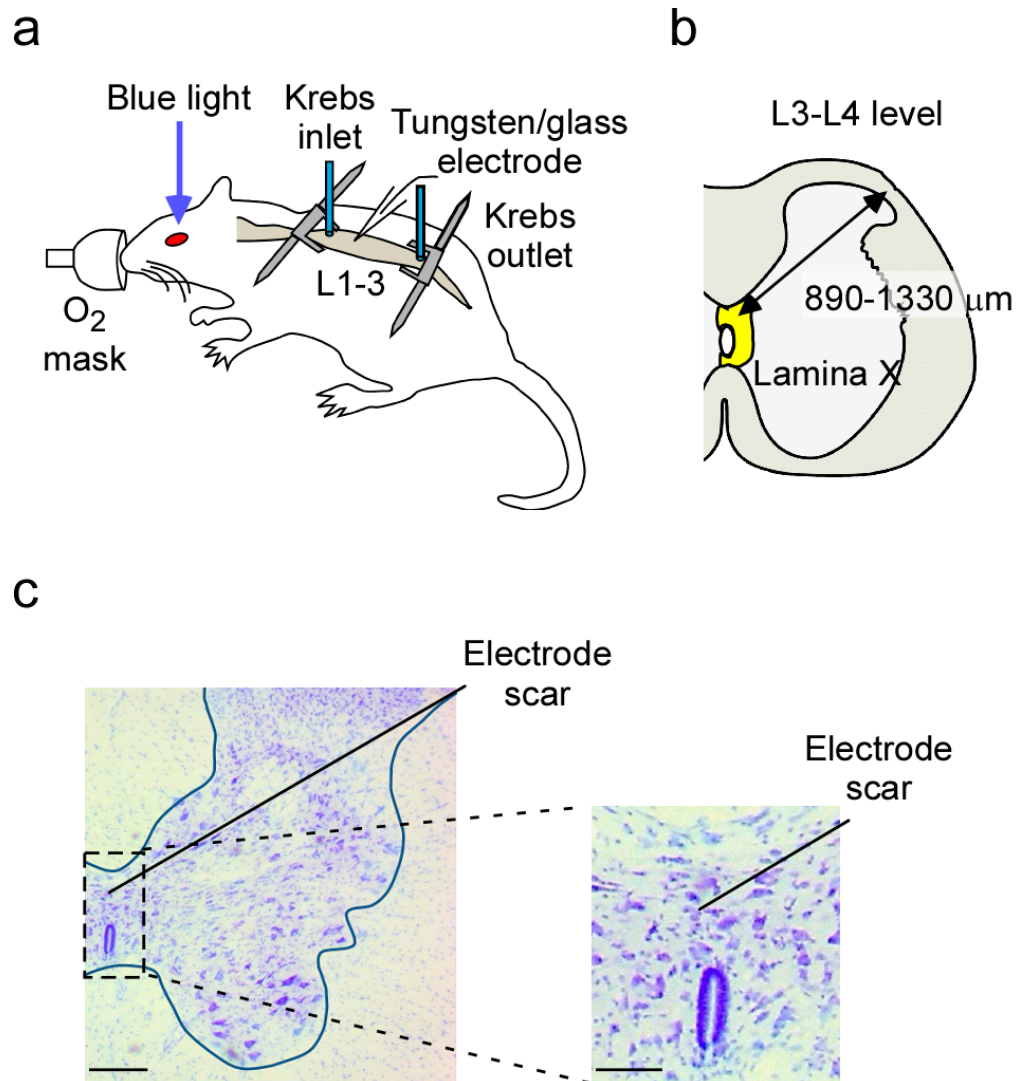 a
Blue light
Krebs
inlet
Tungsten/glass
electrode
Krebs
outlet
L1-3
O2
mask
b
L3-L4 level
890-1330 μm
Lamina X
c
Electrode
scar
Electrode
scar